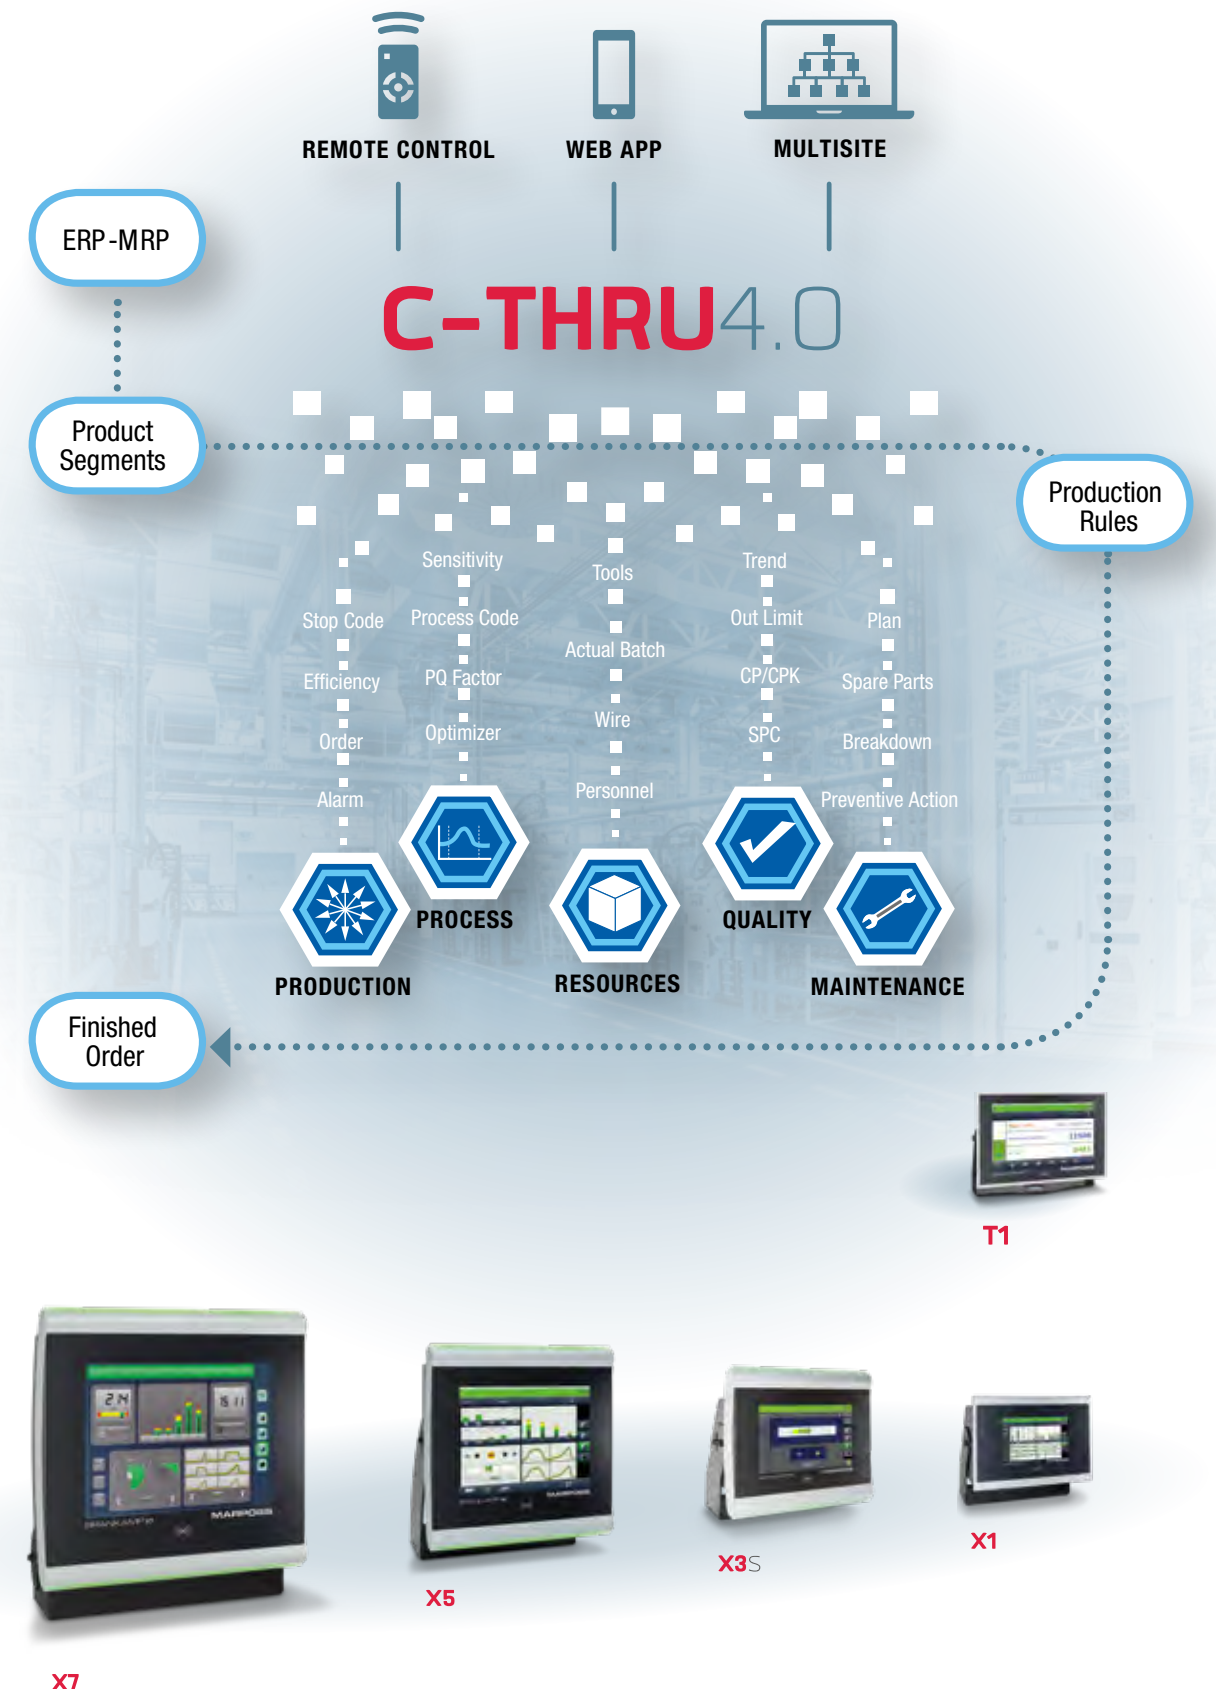 REMOTE CONTROL
WEB APP
MULTISITE
ERP-MRP
C-THRU4.0
Product
Segments
Production
Rules
Stop Code
Efficiency
Order
Alarm
PRODUCTION
Sensitivity
Process Code
PQ Factor
Optimizer
PROCESS
Tools
Actual Batch
Wire
Personnel
RESOURCES
Trend
Out Limit
CP/CPK
SPC
QUALITY
Plan
Spare Parts
Breakdown
Preventive Action
MAINTENANCE
Finished
Order
T1
MARPOSS
X7
X5
X3S
X1